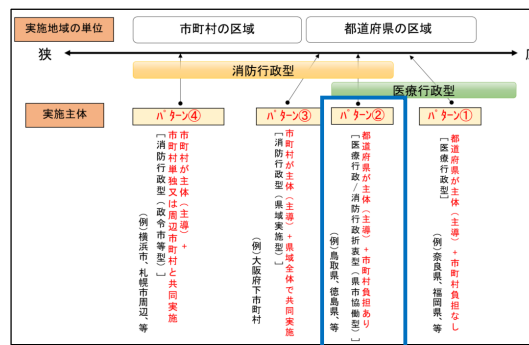 実施地域の単位
市町村の区域
都道府県の区域
狭
広
消防行政型
医療行政型
実施主体
パターン④
パターン③
パターン②
パターン①
市町村が主体(主導)+
市町村単独又は周辺市町村と共同実施
[消防行政型(政令市等型)]
(例)横浜市、札幌市周辺、等
市町村が主体(主導)+県域全体で共同実施
[消防行政型(県域実施型)]
(例)大阪府下市町村
都道府県が主体(主導)+市町村負担あり
[医療行政/消防行政折衷型(県市協働型)]
(例)鳥取県、徳島県、等
都道府県が主体(主導)+市町村負担なし
[医療行政型]
(例)奈良県、福岡県、等